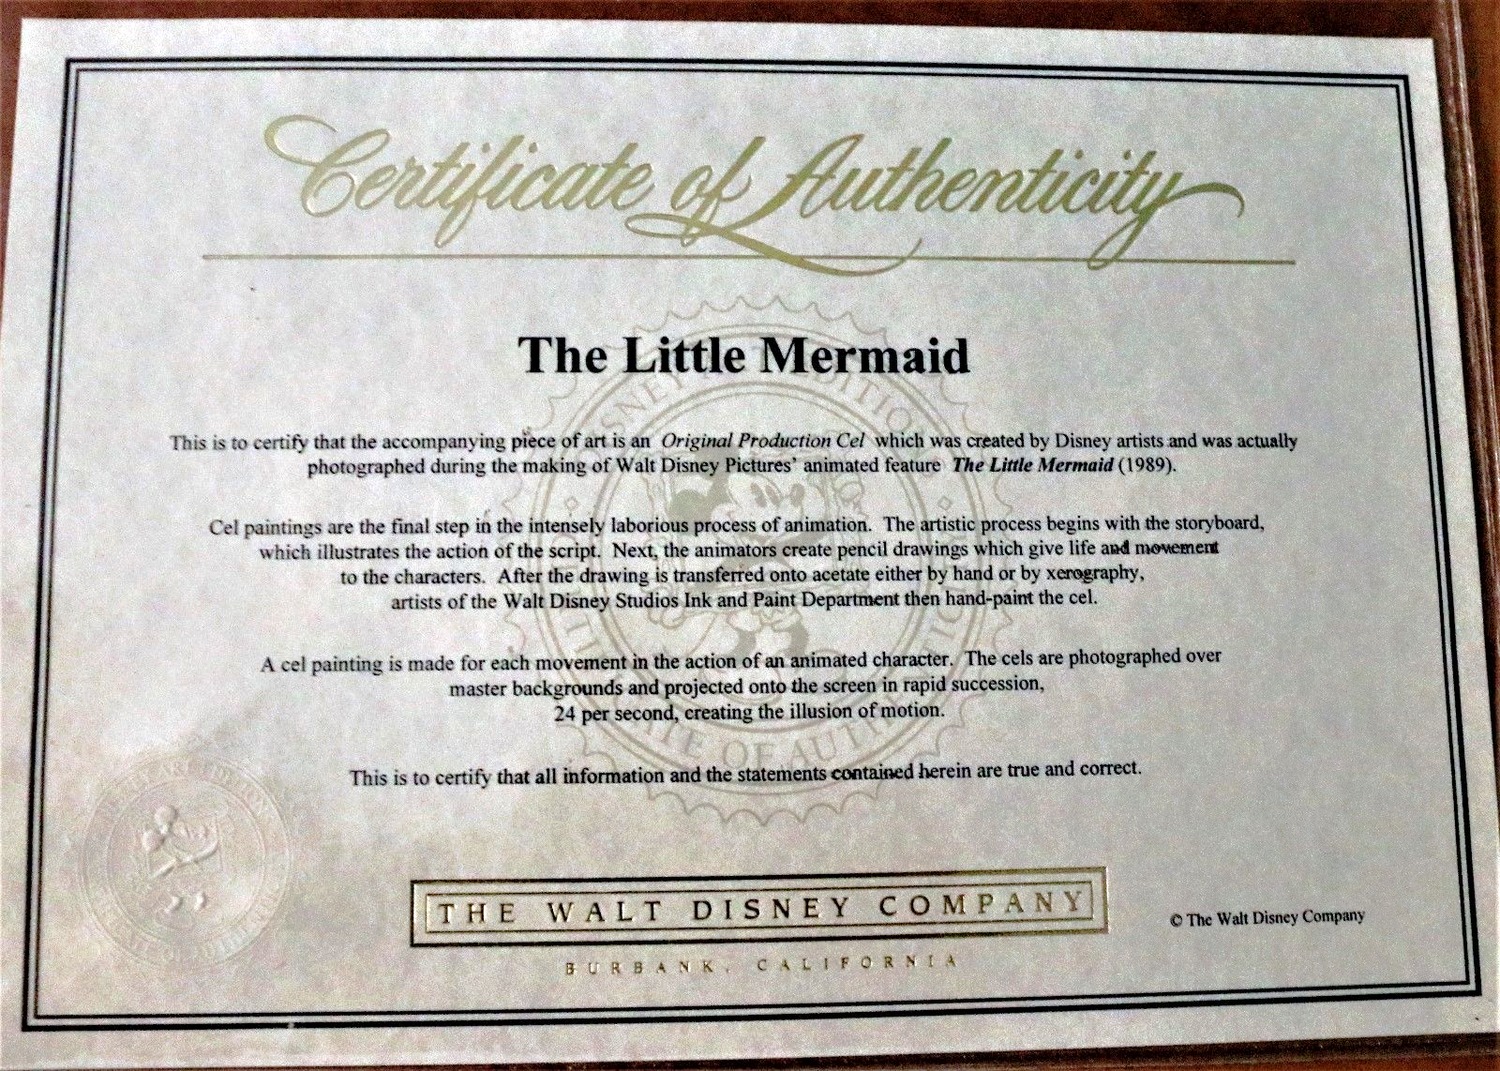 Certificate of Authenticity
The Little Mermaid
This is to certify that the accompanying piece of art is an Original Production Cel which was created by Disney artists and was actually
photographed during the making of Walt Disney Pictures' animated feature The Little Mermaid (1989).
Cel paintings are the final step in the intensely laborious process of animation. The artistic process begins with the storyboard,
which illustrates the action of the script. Next, the animators create pencil drawings which give life and movement
to the characters. After the drawing is transferred onto acetate either by hand or by xerography,
artists of the Walt Disney Studios Ink and Paint Department then hand-paint the cel.
A cel painting is made for each movement in the action of an animated character. The cels are photographed over
master backgrounds and projected onto the screen in rapid succession,
24 per second, creating the illusion of motion.
This is to certify that all information and the statements contained herein are true and correct.
THE WALT DISNEY COMPANY
BURBANK, CALIFORNIA
© The Walt Disney Company